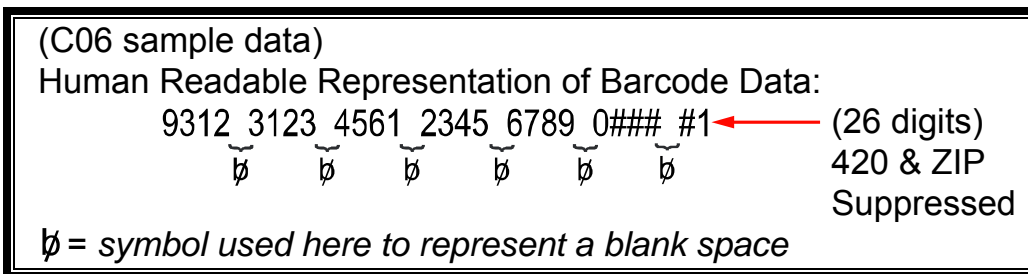 (C06 sample data)
Human Readable Representation of Barcode Data:
9312 3123 4561 2345 6789 0### #1 (26 digits)
ƀ ƀ ƀ ƀ ƀ ƀ 420 & ZIP
Suppressed
ƀ = symbol used here to represent a blank space